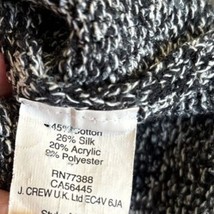 45% Cotton
26% Silk
20% Acrylic
9% Polyester
RN77388
CA56445
J. CREW U.K. Ltd EC4V 6JA